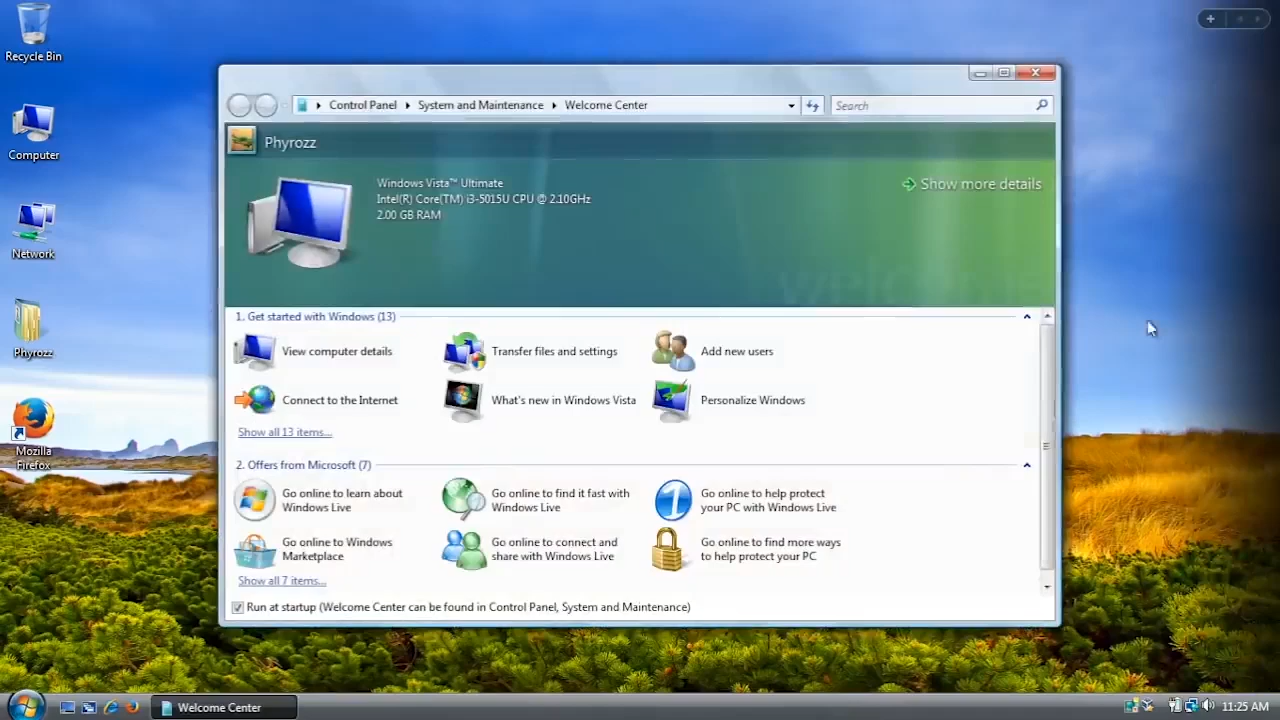 Recycle Bin
Computer
Network
Phyrozz
Mozilla
Firefox
Control Panel
System and Maintenance
Welcome Center
Search
Phyrozz
Windows Vista™ Ultimate
Intel(R) Core(TM) i3-5015U CPU @ 2.10GHz
2.00 GB RAM
Show more details
welcome
1. Get started with Windows (13)
View computer details
Transfer files and settings
Add new users
Connect to the Internet
What's new in Windows Vista
Personalize Windows
Show all 13 items...
2. Offers from Microsoft (7)
Go online to learn about
Windows Live
Go online to find it fast with
Windows Live
Go online to help protect
your PC with Windows Live
Go online to Windows
Marketplace
Go online to connect and
share with Windows Live
Go online to find more ways
to help protect your PC
Show all 7 items...
Run at startup (Welcome Center can be found in Control Panel, System and Maintenance)
Welcome Center
11:25 AM